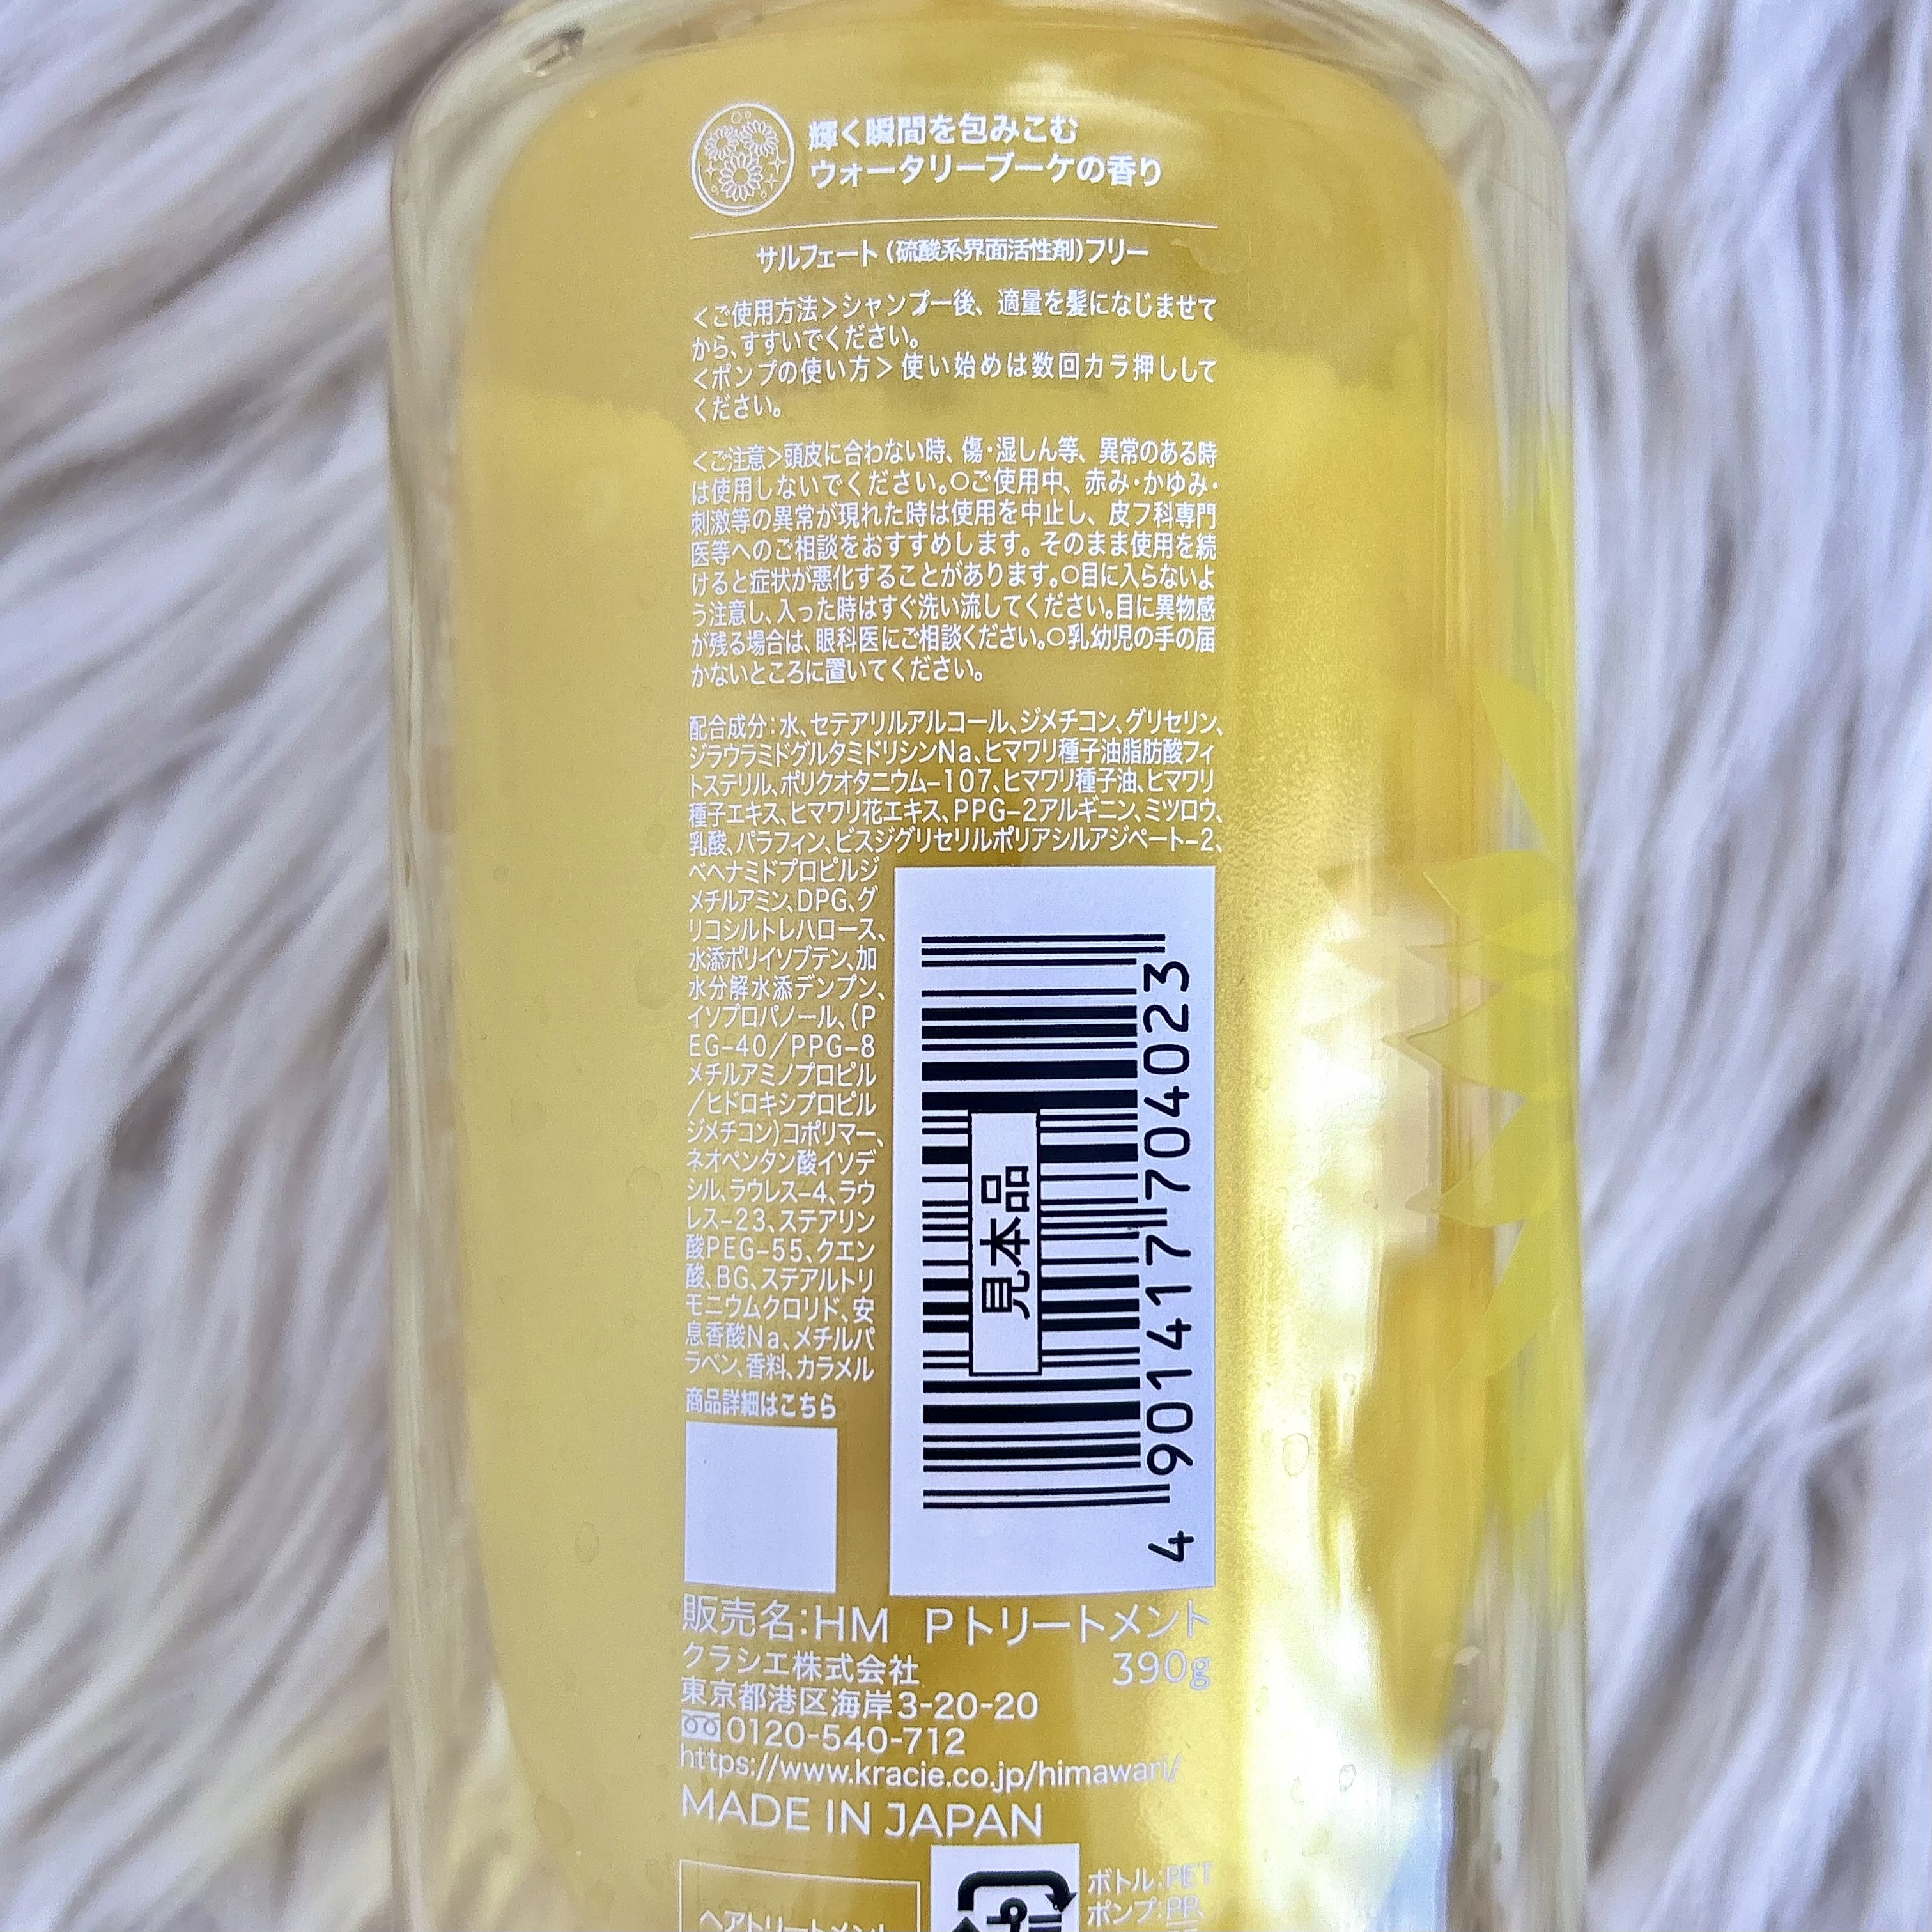 輝く瞬間を包みこむ
ウォータリーブーケの香り
サルフェート(硫酸系界面活性剤)フリー
<ご使用方法>シャンプー後、適量を髪になじませて
から、すすいでください。
<ポンプの使い方>使い始めは数回カラ押しして
ください。
<ご注意>頭皮に合わない時、傷・湿しん等、異常のある時
は使用しないでください。○ご使用中、赤み・かゆみ・
刺激等の異常が現れた時は使用を中止し、皮フ科専門
医等へのご相談をおすすめします。そのまま使用を続
けると症状が悪化することがあります。○目に入らないよ
う注意し、入った時はすぐ洗い流してください。目に異物感
が残る場合は、眼科医にご相談ください。○乳幼児の手の届
かないところに置いてください。
配合成分:水、セテアリルアルコール、ジメチコン、グリセリン、
ジラウラミドグルタミドリシンNa、ヒマワリ種子油脂肪酸フィ
トステリル、ポリクオタニウム-107、ヒマワリ種子油、ヒマワリ
種子エキス、ヒマワリ花エキス、PPG-2アルギニン、ミツロウ、
乳酸、パラフィン、ビスジグリセリルポリアシルアジペート-2、
ベヘナミドプロピルジ
メチルアミン、DPG、グ
リコシルトレハロース、
水添ポリイソブテン、加
水分解水添デンプン、
イソプロパノール、(P
EG-40/PPG-8
メチルアミノプロピル
/ヒドロキシプロピル
ジメチコン)コポリマー、
ネオペンタン酸イソデ
シル、ラウレス-4、ラウ
レス-23、ステアリン
酸PEG-55、クエン
酸、BG、ステアルトリ
モニウムクロリド、安
息香酸Na、メチルパ
ラベン、香料、カラメル
商品詳細はこちら
見本品
4 901417 704023
販売名:HM Pトリートメント
クラシエ株式会社 390g
東京都港区海岸3-20-20
0120-540-712
https://www.kracie.co.jp/himawari/
MADE IN JAPAN
ヘアトリートメント
ボトル:PET
ポンプ:PP、